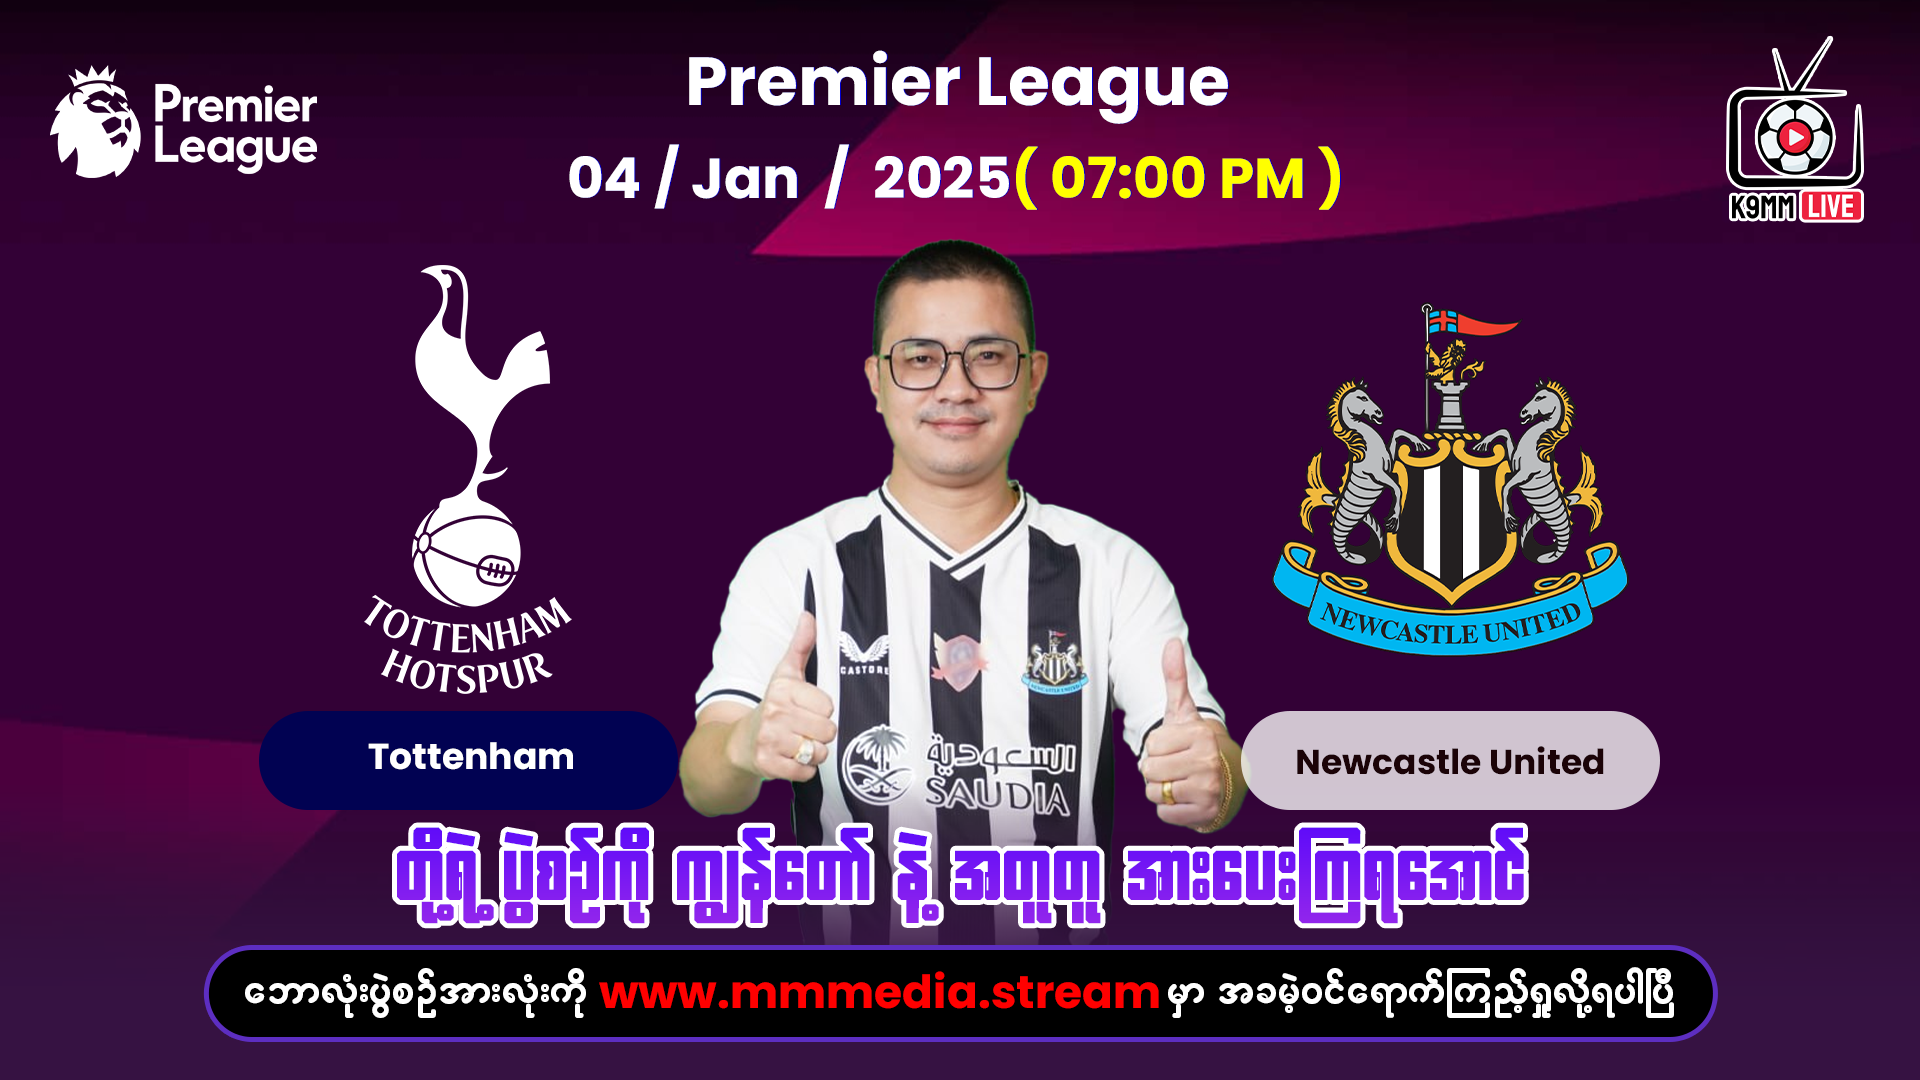 Premier League
Premier
League
04 / Jan / 2025( 07:00 PM )
K9MM LIVE
TOTTENHAM
HOTSPUR
NEWCASTLE UNITED
CASTORE
السعودية
SAUDIA
Tottenham
Newcastle United
တို့ရဲ့ပွဲစဉ်ကို ကျွန်တော် နဲ့ အတူတူ အားပေးကြရအောင်
ဘောလုံးပွဲစဉ်အားလုံးကို www.mmmedia.stream မှာ အခမဲ့ဝင်ရောက်ကြည့်ရှုလို့ရပါပြီ